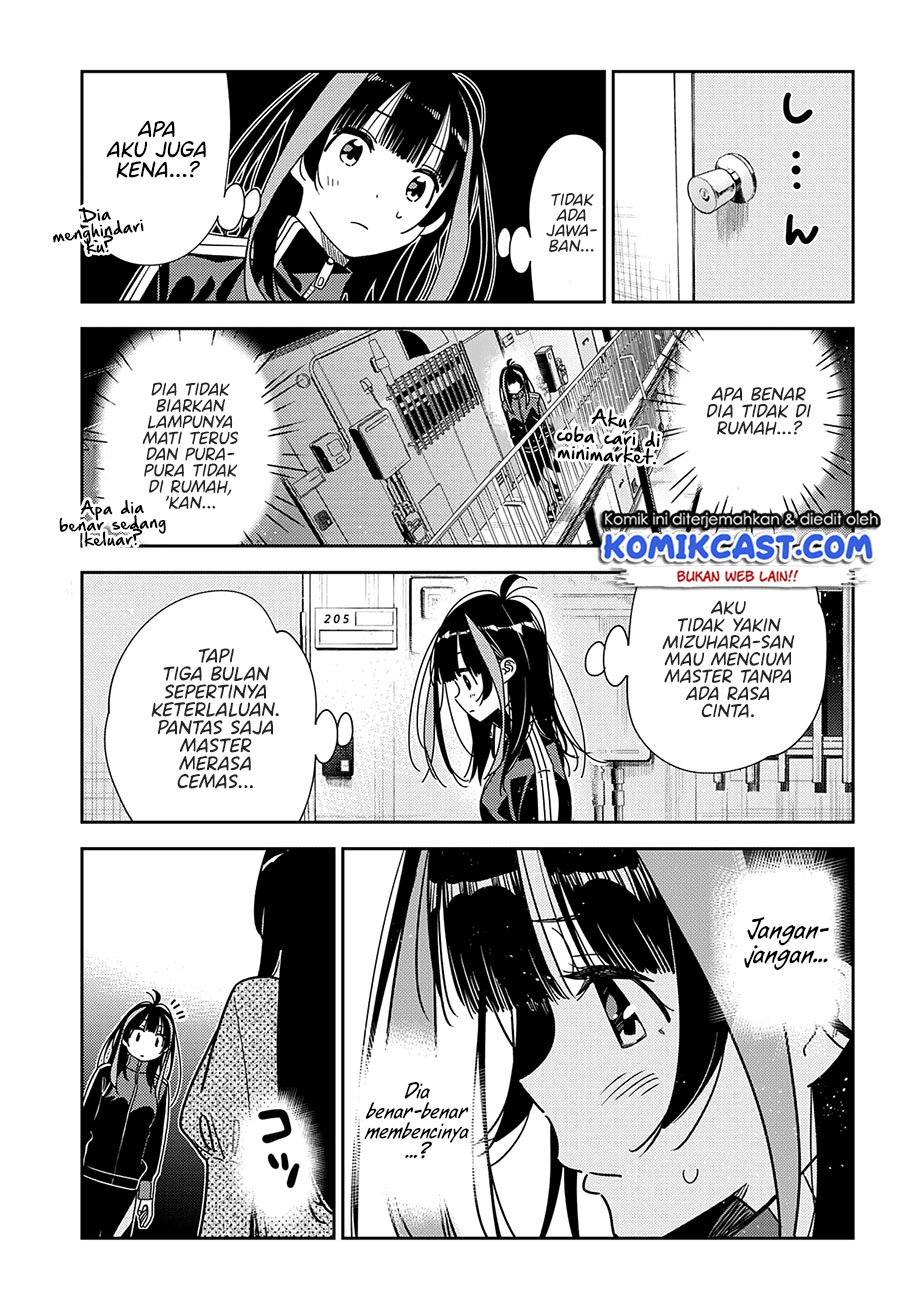 し
…
ん
TIDAK
ADA
JAWA-
BAN...
APA
AKU JUGA
KENA...?
Dia
menghindari
ku?
APA BENAR
DIA TIDAK DI
RUMAH...?
Aku
coba cari di
minimarket?
DIA TIDAK
BIARKAN
LAMPUNYA
MATI TERUS
DAN PURA-
PURA TIDAK
DI RUMAH,
'KAN...
Apa dia
benar sedang
keluar?
Komik ini diterjemahkan & diedit oleh
KOMIKCAST.COM
BUKAN WEB LAIN!!
AKU
TIDAK YAKIN
MIZUHARA-SAN
MAU MENCIUM
MASTER TANPA
ADA RASA
CINTA.
205
TAPI
TIGA BULAN
SEPERTINYA
KETERLALUAN.
PANTAS SAJA
MASTER
MERASA
CEMAS...
Jangan-
jangan...
Dia
benar-benar
membencinya
...?
コッ